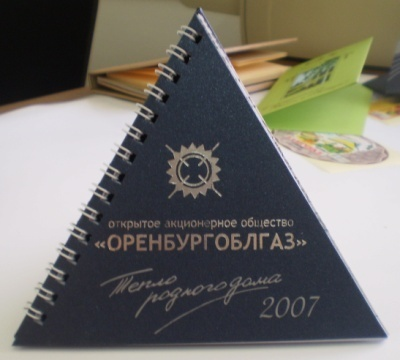 открытое акционерное общество
«ОРЕНБУРГОБЛГАЗ»
Тепло
родного дома
2007